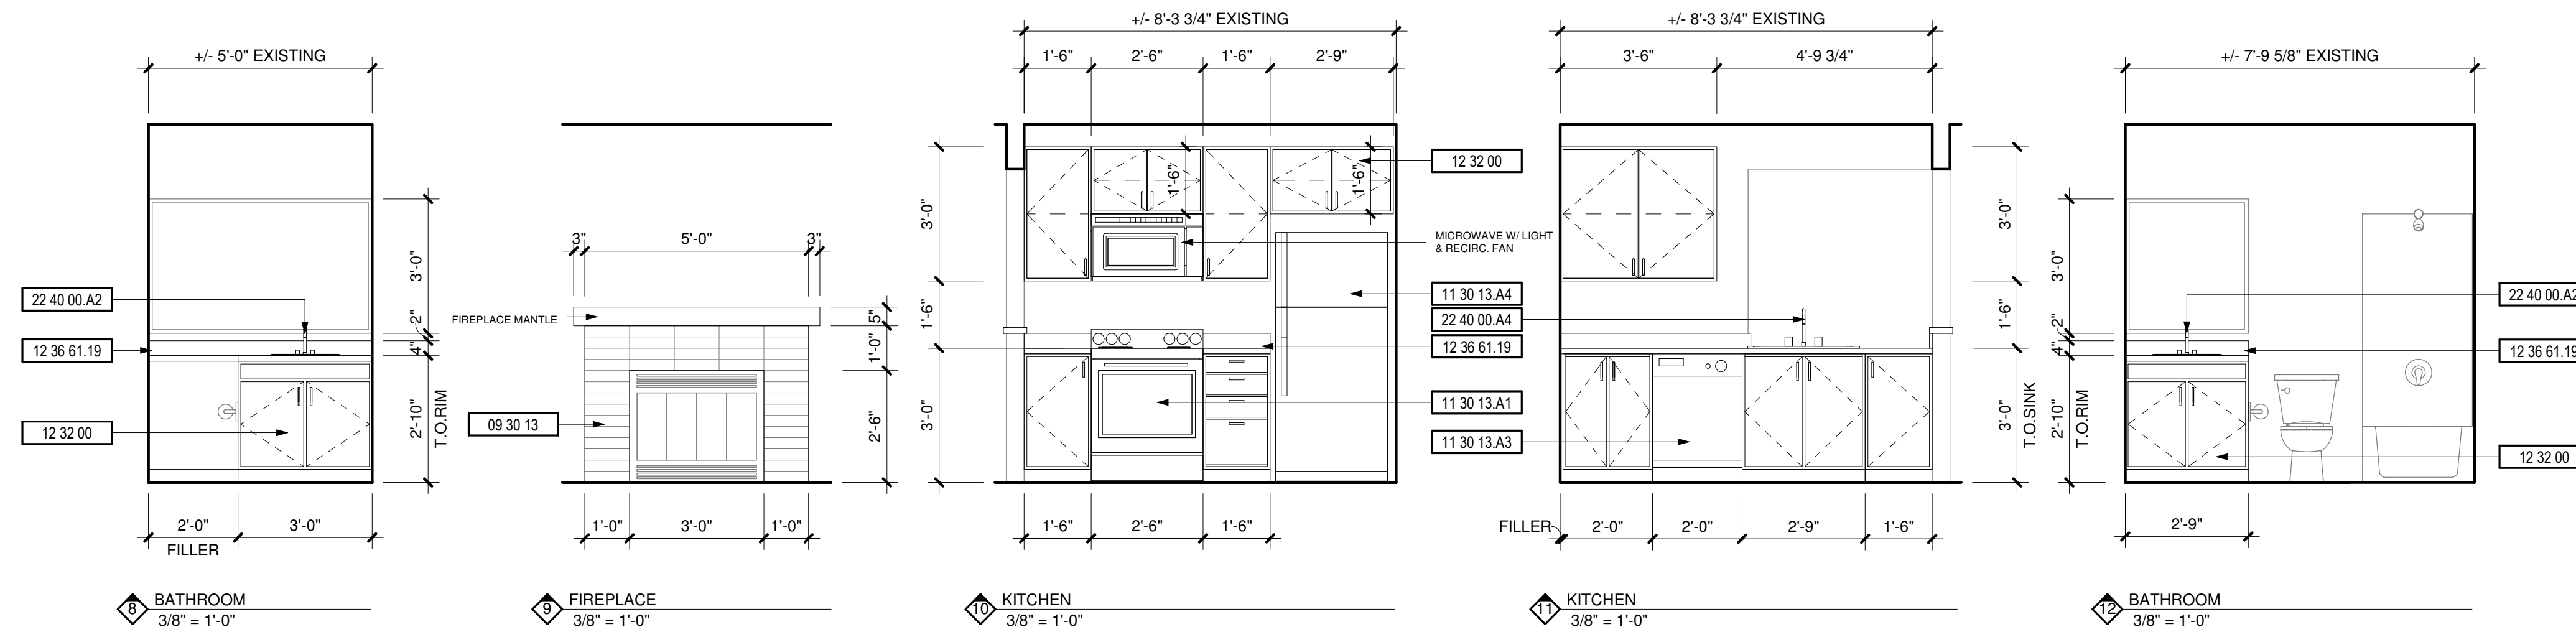 +/- 5'-0" EXISTING
22 40 00.A2
12 36 61.19
12 32 00
3'-0"
2"
4"
2'-10"
T.O.RIM
2'-0"
3'-0"
FILLER
8
BATHROOM
3/8" = 1'-0"
3"
5'-0"
3"
FIREPLACE MANTLE
09 30 13
5"
1'-0"
2'-6"
1'-0"
3'-0"
1'-0"
9
FIREPLACE
3/8" = 1'-0"
+/- 8'-3 3/4" EXISTING
1'-6"
2'-6"
1'-6"
2'-9"
3'-0"
1'-6"
3'-0"
1'-6"
1'-6"
12 32 00
MICROWAVE W/ LIGHT
& RECIRC. FAN
11 30 13.A4
22 40 00.A4
12 36 61.19
11 30 13.A1
11 30 13.A3
1'-6"
2'-6"
1'-6"
10
KITCHEN
3/8" = 1'-0"
+/- 8'-3 3/4" EXISTING
3'-6"
4'-9 3/4"
3'-0"
1'-6"
3'-0"
T.O.SINK
FILLER
2'-0"
2'-0"
2'-9"
1'-6"
11
KITCHEN
3/8" = 1'-0"
+/- 7'-9 5/8" EXISTING
3'-0"
2"
4"
2'-10"
T.O.RIM
22 40 00.A2
12 36 61.19
12 32 00
2'-9"
12
BATHROOM
3/8" = 1'-0"